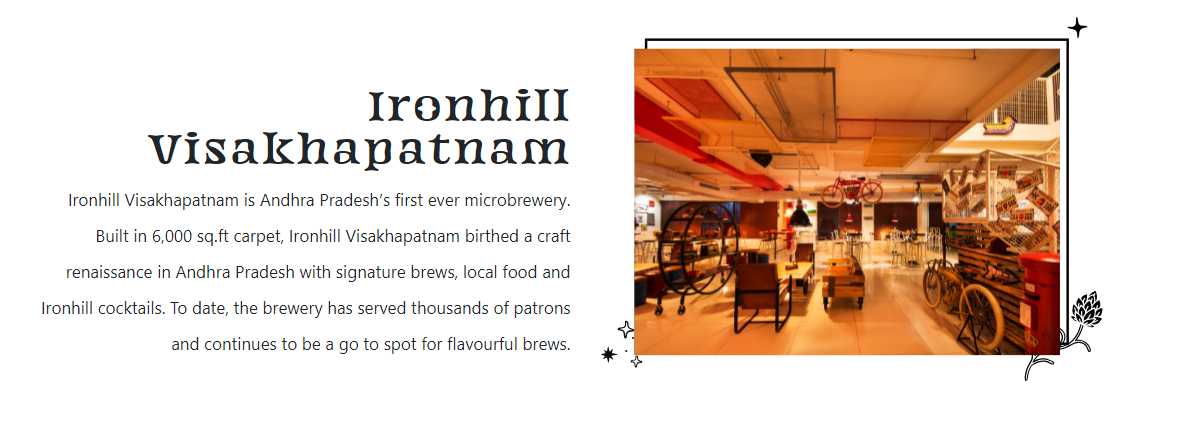 Ironhill
Visakhapatnam
Ironhill Visakhapatnam is Andhra Pradesh’s first ever microbrewery.
Built in 6,000 sq.ft carpet, Ironhill Visakhapatnam birthed a craft
renaissance in Andhra Pradesh with signature brews, local food and
Ironhill cocktails. To date, the brewery has served thousands of patrons
and continues to be a go to spot for flavourful brews.